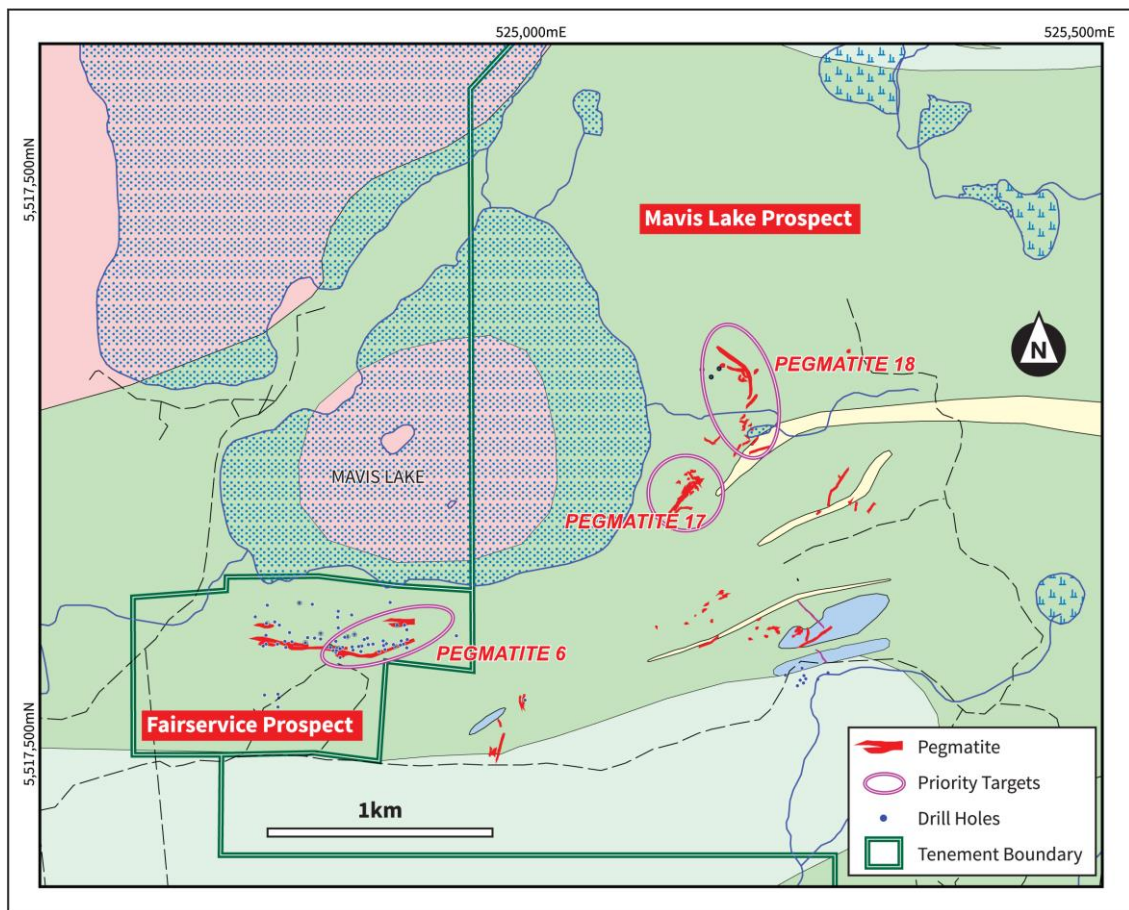 525,000mE
525,500mE
5,517,500mN
Mavis Lake Prospect
N
PEGMATITE 18
MAVIS LAKE
PEGMATITE 17
PEGMATITE 6
Fairservice Prospect
5,517,500mN
1km
Pegmatite
Priority Targets
Drill Holes
Tenement Boundary